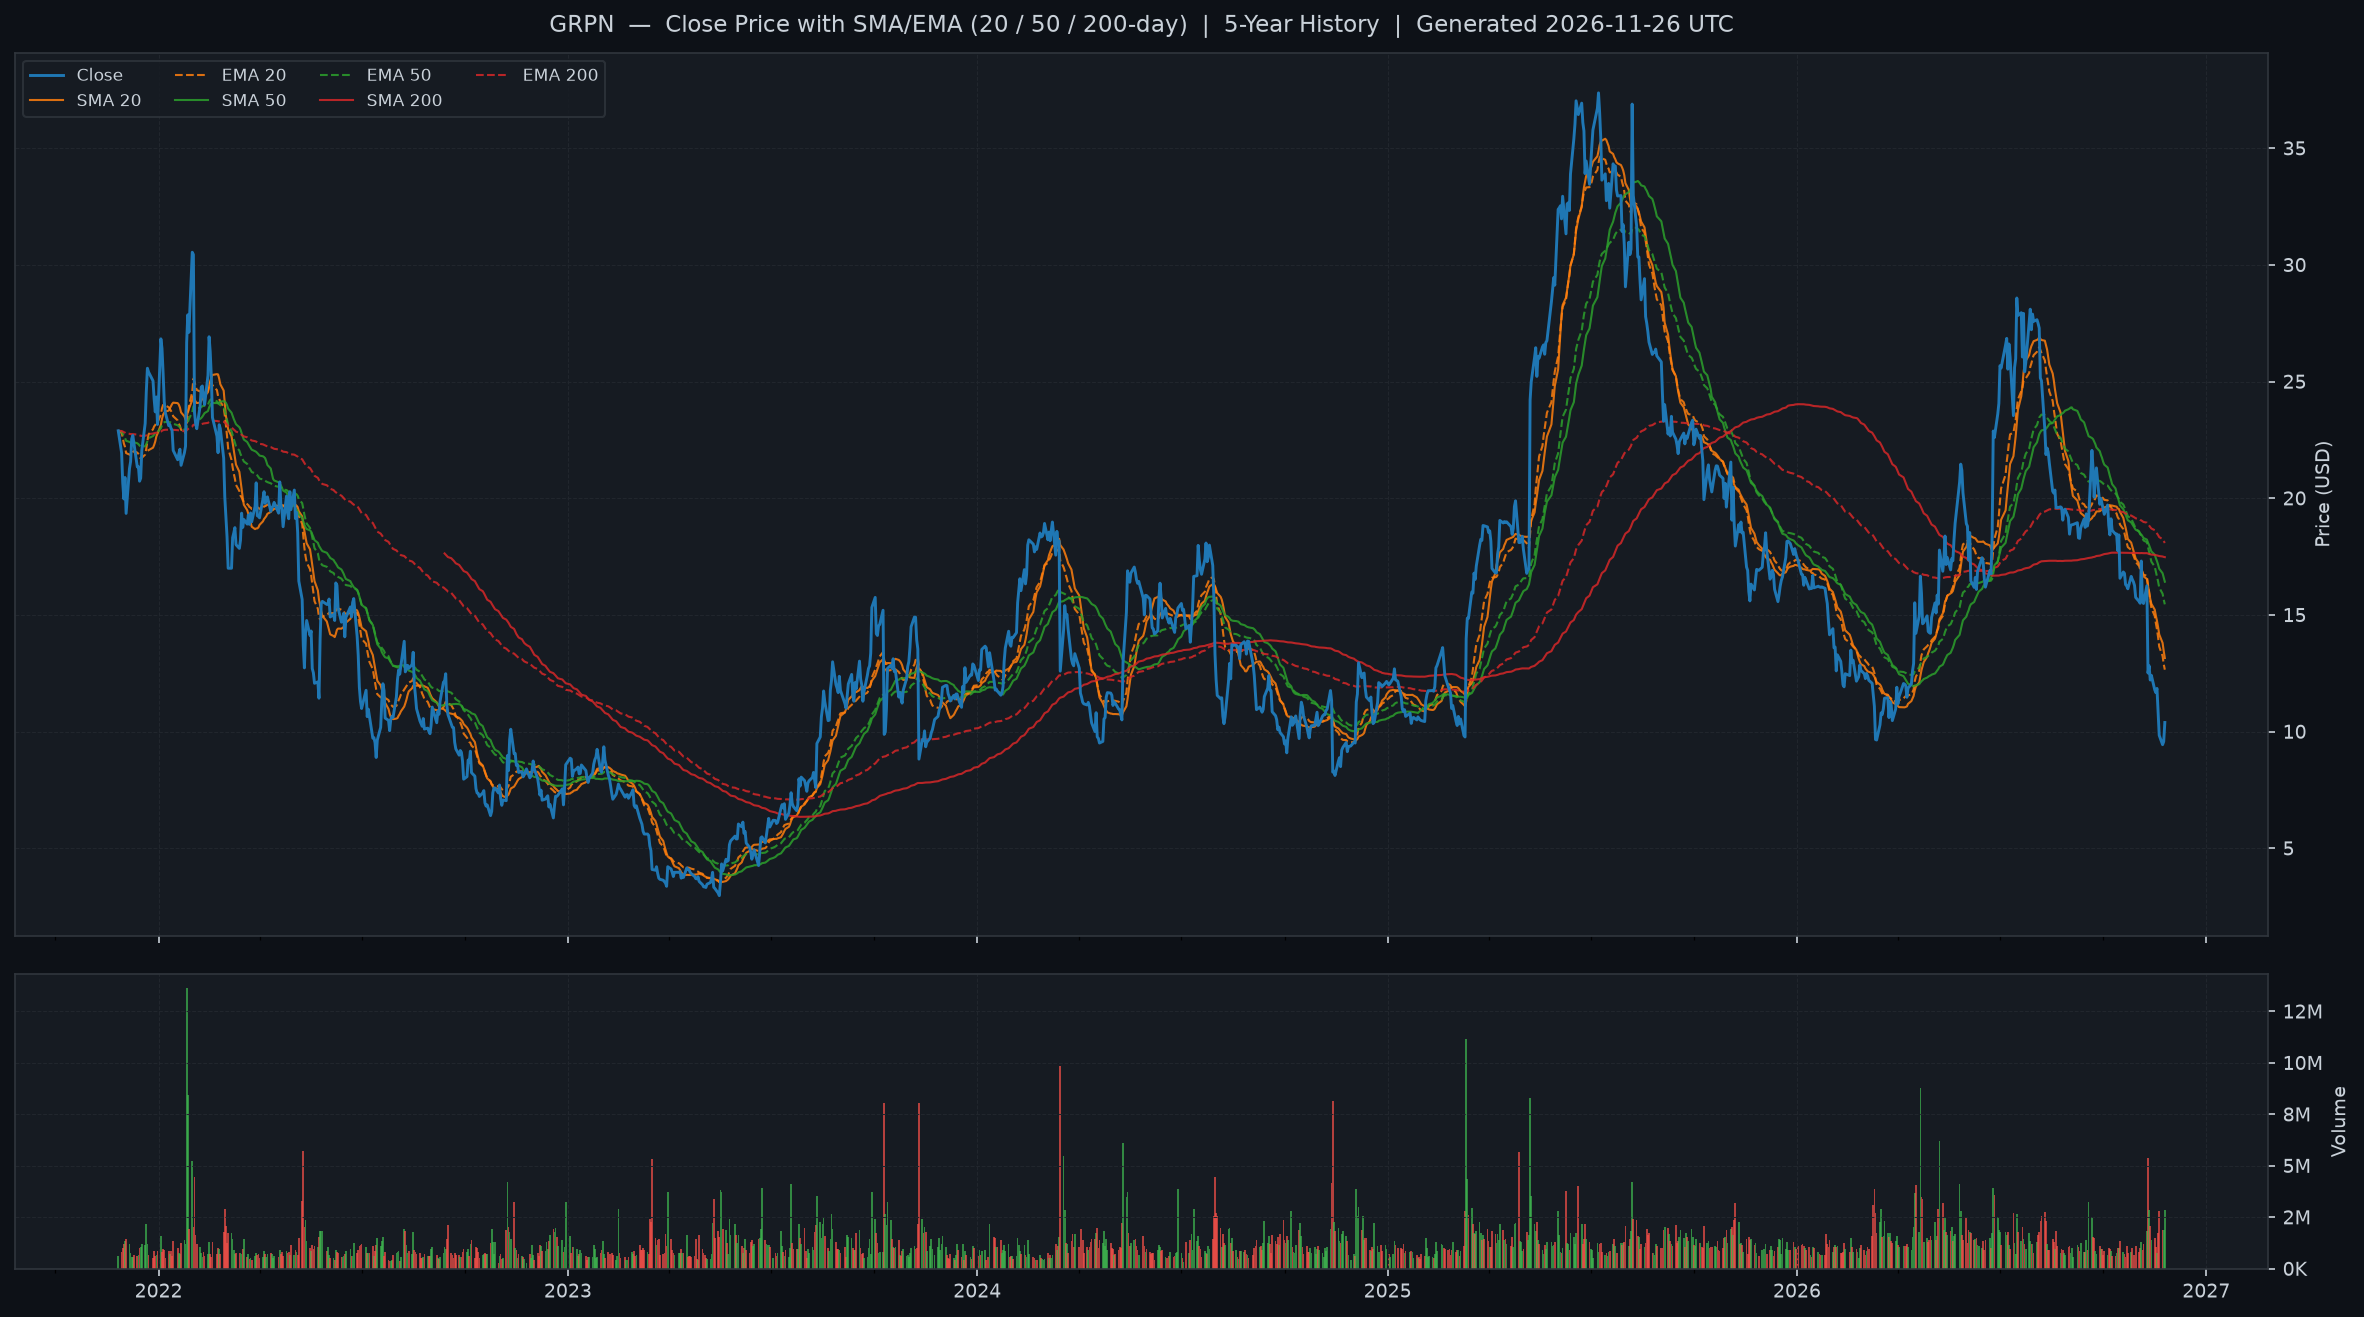 GRPN — Close Price with SMA/EMA (20 / 50 / 200-day) | 5-Year History | Generated 2026-11-26 UTC
Close EMA 20 EMA 50 EMA 200
SMA 20 SMA 50 SMA 200
35
30
25
20
15
10
5
Price (USD)
12M
10M
8M
5M
2M
0K
Volume
2022 2023 2024 2025 2026 2027